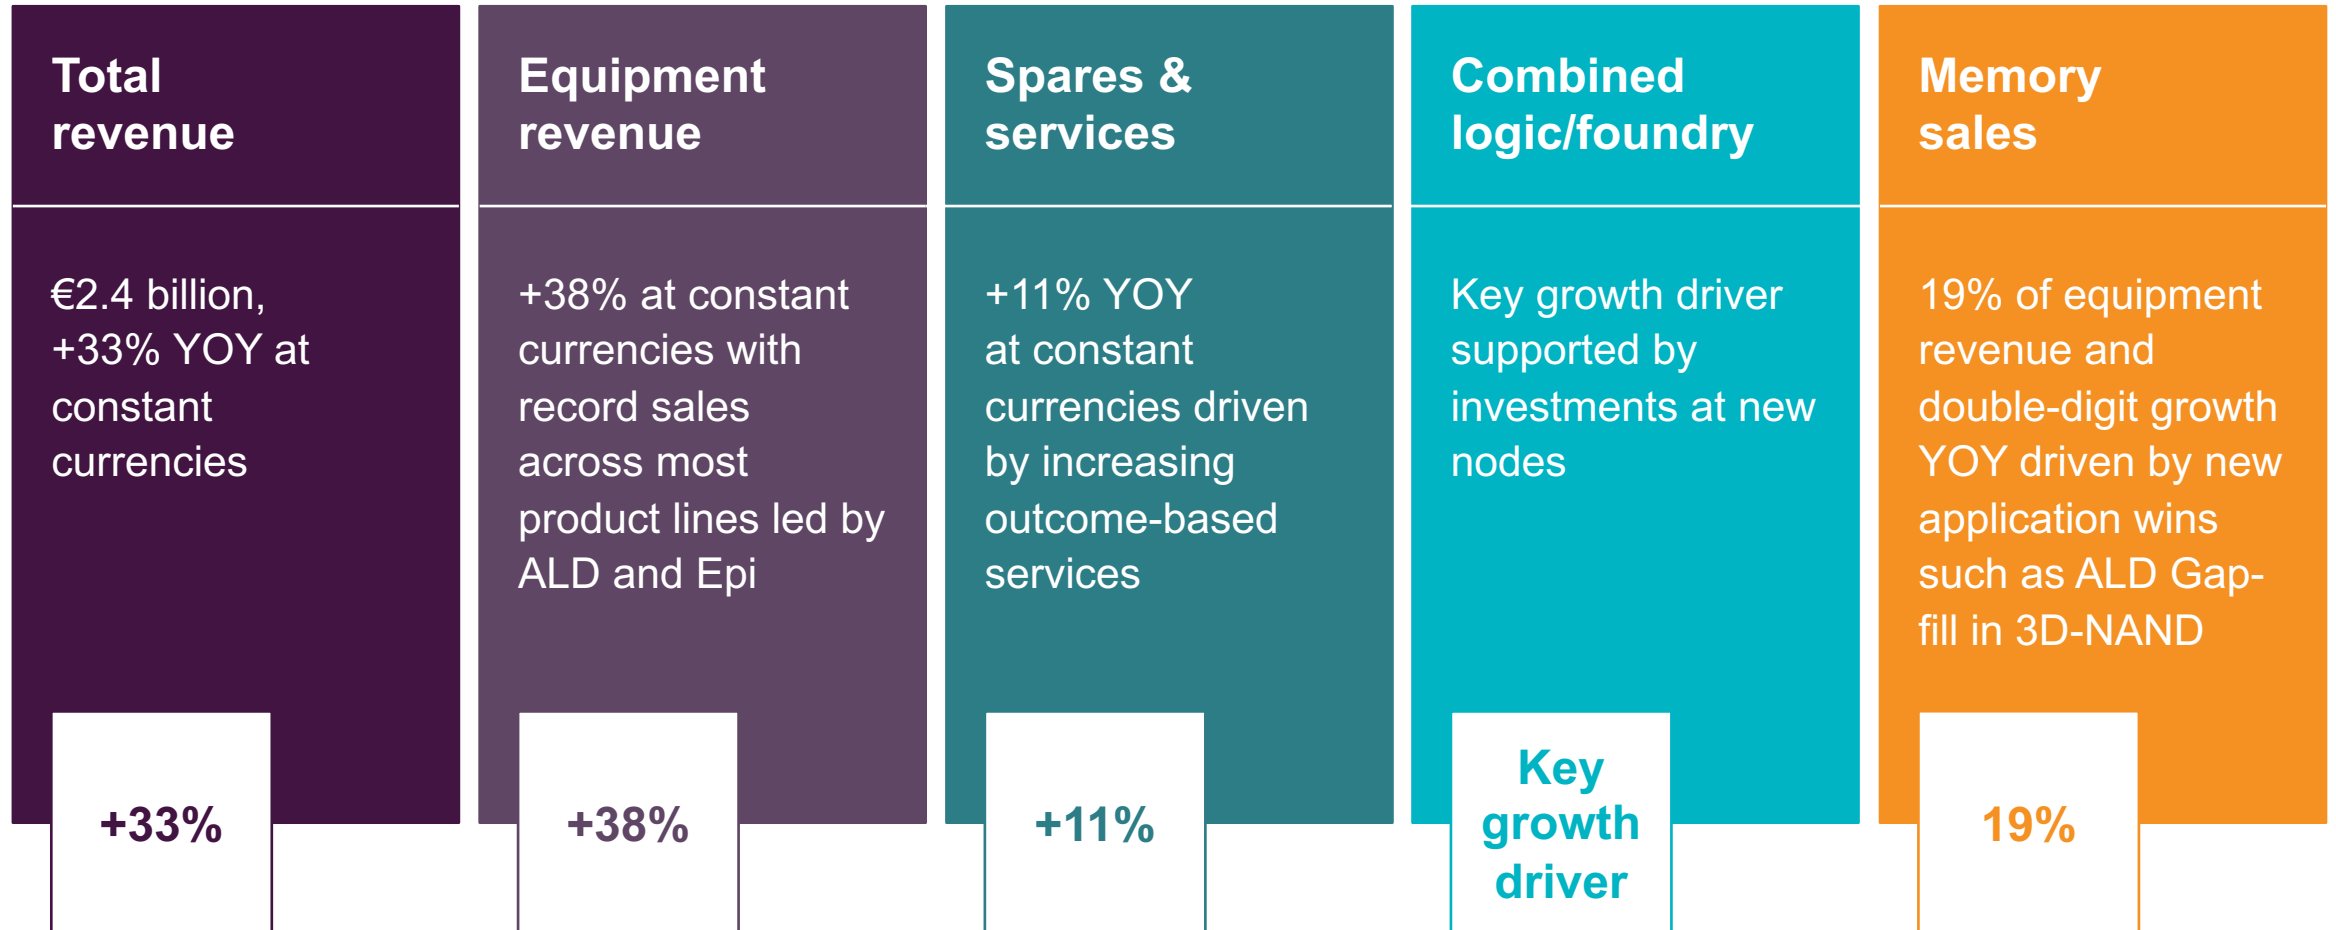 Total
revenue
€2.4 billion,
+33% YOY at
constant
currencies
+33%
Equipment
revenue
+38% at constant
currencies with
record sales
across most
product lines led by
ALD and Epi
+38%
Spares &
services
+11% YOY
at constant
currencies driven
by increasing
outcome-based
services
+11%
Combined
logic/foundry
Key growth driver
supported by
investments at new
nodes
Key
growth
driver
Memory
sales
19% of equipment
revenue and
double-digit growth
YOY driven by new
application wins
such as ALD Gap-
fill in 3D-NAND
19%